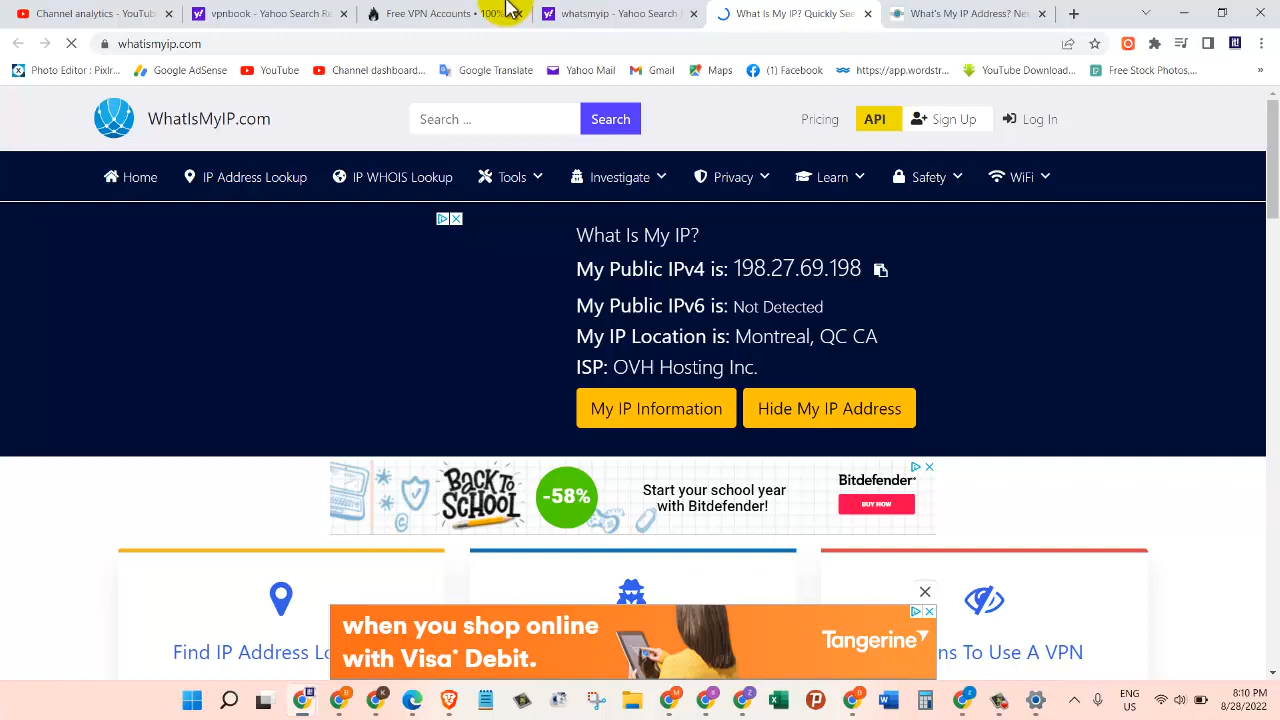 Channel analytics - YouTu
vpnbook - Yahoo Search Re
Free VPN Accounts • 100%
whatismyip - Yahoo Search
What Is My IP? Quickly See
What Is My IP Address? New
whatismyip.com
Photo Editor : Pixlr...
Google AdSense
YouTube
Channel dashboard...
Google Translate
Yahoo Mail
Gmail
Maps
(1) Facebook
https://app.wordstr...
YouTube Download...
Free Stock Photos,...
»
WhatIsMyIP.com
Search ...
Search
Pricing
API
Sign Up
Log In
Home
IP Address Lookup
IP WHOIS Lookup
Tools
Investigate
Privacy
Learn
Safety
WiFi
What Is My IP?
My Public IPv4 is: 198.27.69.198
My Public IPv6 is: Not Detected
My IP Location is: Montreal, QC CA
ISP: OVH Hosting Inc.
My IP Information
Hide My IP Address
BACK TO
SCHOOL
-58%
Start your school year
with Bitdefender!
Bitdefender
BUY NOW
when you shop online
with Visa* Debit.
Tangerine
Find IP Address Lo
ns To Use A VPN
ENG
US
8:10 PM
8/28/2022